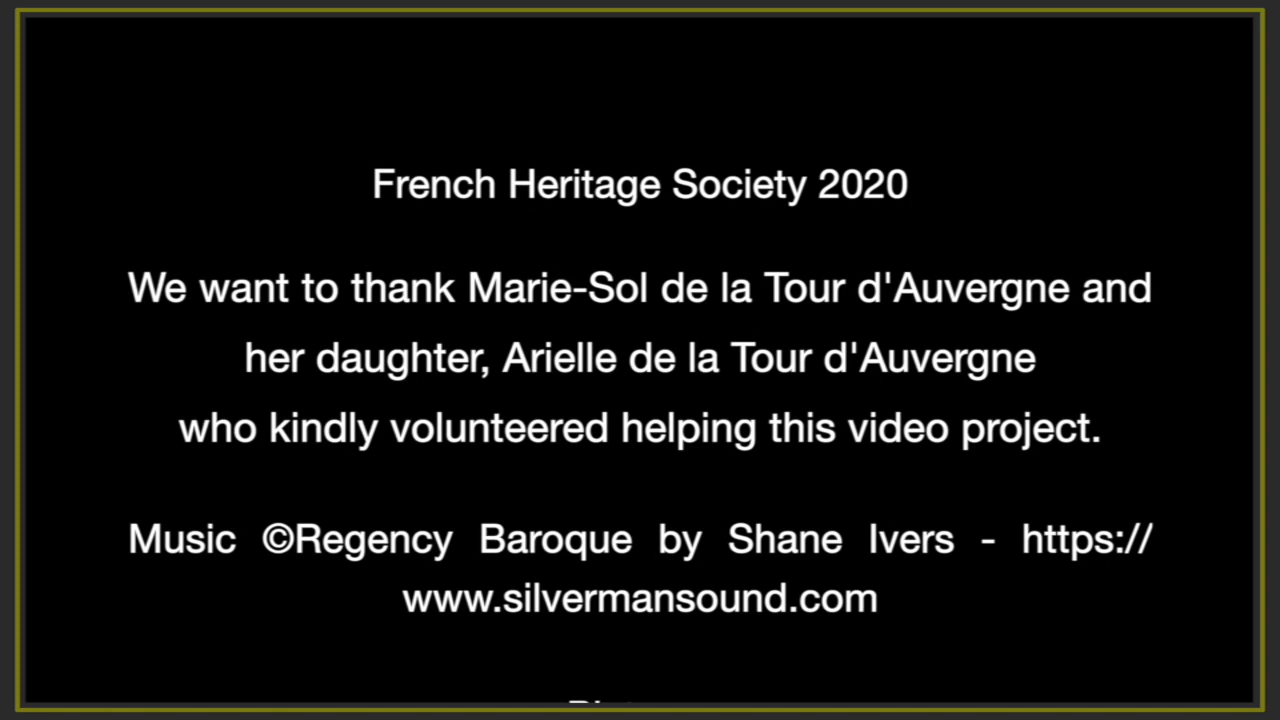 French Heritage Society 2020
We want to thank Marie-Sol de la Tour d'Auvergne and
her daughter, Arielle de la Tour d'Auvergne
who kindly volunteered helping this video project.
Music ©Regency Baroque by Shane Ivers - https://
www.silvermansound.com